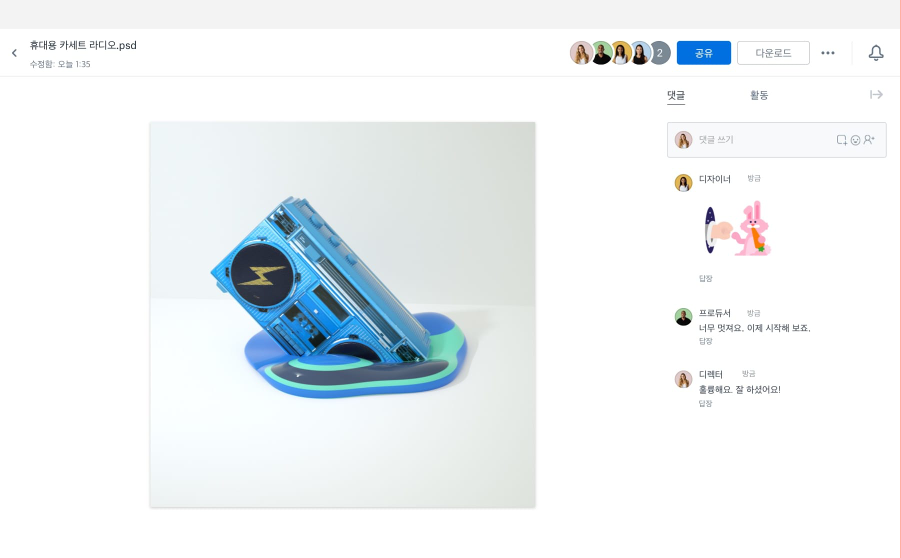 휴대용 카세트 라디오.psd
수정함: 오늘 1:35
2
공유
다운로드
댓글
활동
댓글 쓰기
디자이너 방금
답장
프로듀서 방금
너무 멋져요. 이제 시작해 보죠.
답장
디렉터 방금
훌륭해요. 잘 하셨어요!
답장